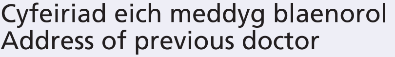 Cyfeiriad eich meddyg blaenorol
Address of previous doctor